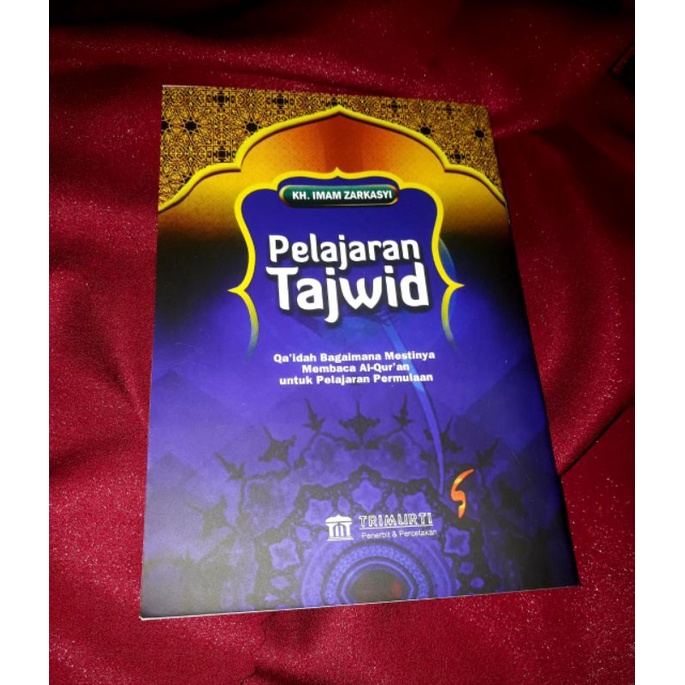 KH. IMAM ZARKASYI
Pelajaran
Tajwid
Qa'idah Bagaimana Mestinya
Membaca Al-Qur'an
untuk Pelajaran Permulaan
TRIMURTI
Penerbit & Percetakan